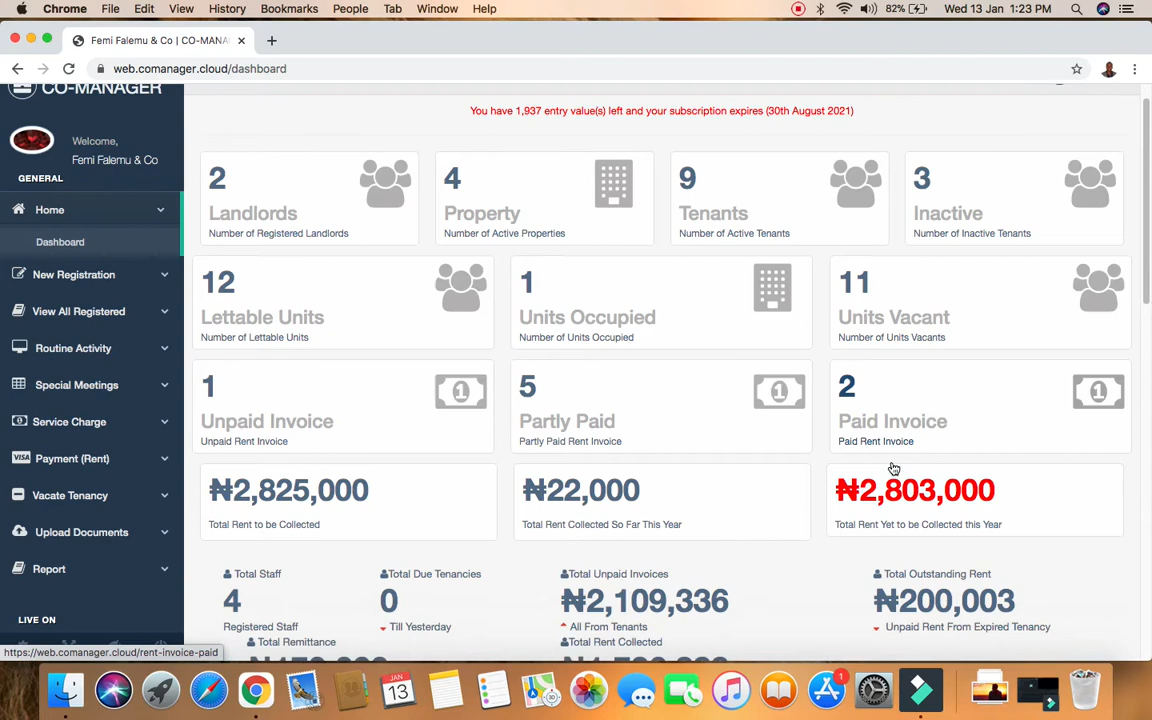 Chrome File Edit View History Bookmarks People Tab Window Help 82% Wed 13 Jan 1:23 PM
Femi Falemu & Co | CO-MANA
web.comanager.cloud/dashboard
CO-MANAGER
You have 1,937 entry value(s) left and your subscription expires (30th August 2021)
Welcome,
Femi Falemu & Co
GENERAL
Home
Dashboard
New Registration
View All Registered
Routine Activity
Special Meetings
Service Charge
VISA Payment (Rent)
Vacate Tenancy
Upload Documents
Report
LIVE ON
2
Landlords
Number of Registered Landlords
4
Property
Number of Active Properties
9
Tenants
Number of Active Tenants
3
Inactive
Number of Inactive Tenants
12
Lettable Units
Number of Lettable Units
1
Units Occupied
Number of Units Occupied
11
Units Vacant
Number of Units Vacants
1
Unpaid Invoice
Unpaid Rent Invoice
1
5
Partly Paid
Partly Paid Rent Invoice
1
2
Paid Invoice
Paid Rent Invoice
1
₦2,825,000
Total Rent to be Collected
₦22,000
Total Rent Collected So Far This Year
₦2,803,000
Total Rent Yet to be Collected this Year
Total Staff
4
Registered Staff
Total Due Tenancies
0
Till Yesterday
Total Unpaid Invoices
₦2,109,336
All From Tenants
Total Outstanding Rent
₦200,003
Unpaid Rent From Expired Tenancy
Total Remittance
Total Rent Collected
https://web.comanager.cloud/rent-invoice-paid
JAN
13
1